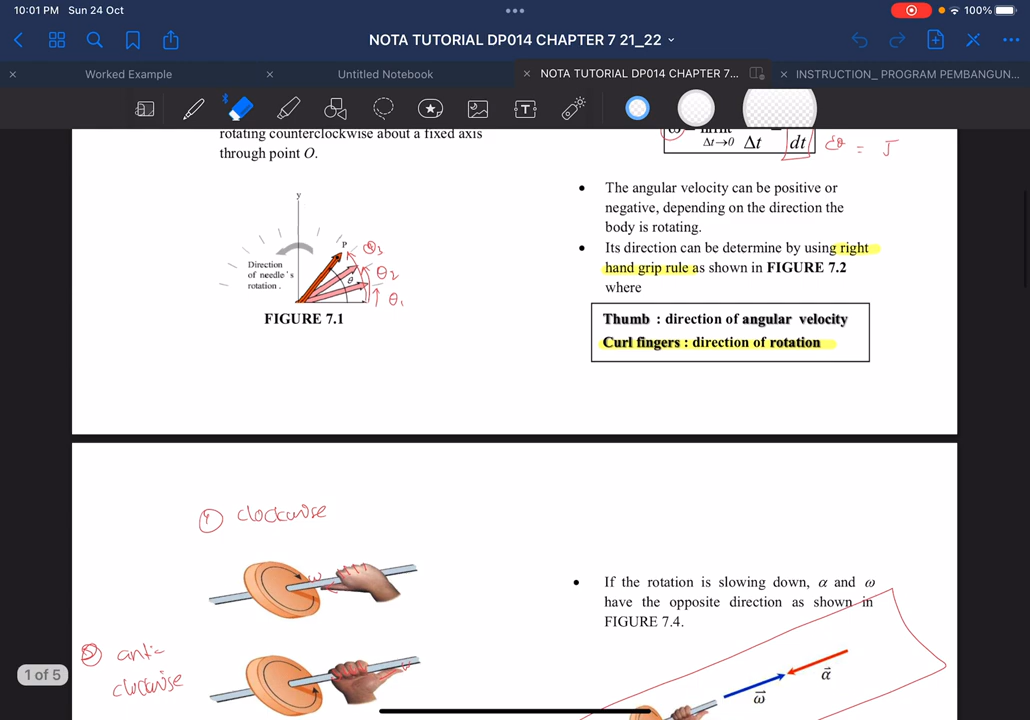 10:01 PM Sun 24 Oct
100%
NOTA TUTORIAL DP014 CHAPTER 7 21_22
Worked Example
Untitled Notebook
NOTA TUTORIAL DP014 CHAPTER 7...
INSTRUCTION_ PROGRAM PEMBANGUN...
rotating counterclockwise about a fixed axis
through point O.
y
P
Direction
of needle's
rotation.
θ
θ3
θ2
θ1
FIGURE 7.1
Δt→0 Δt dt
=
The angular velocity can be positive or
negative, depending on the direction the
body is rotating.
Its direction can be determine by using right
hand grip rule as shown in FIGURE 7.2
where
Thumb : direction of angular velocity
Curl fingers : direction of rotation
1 clockwise
ω
2 anti-
clockwise
1 of 5
If the rotation is slowing down, α and ω
have the opposite direction as shown in
FIGURE 7.4.
α
ω